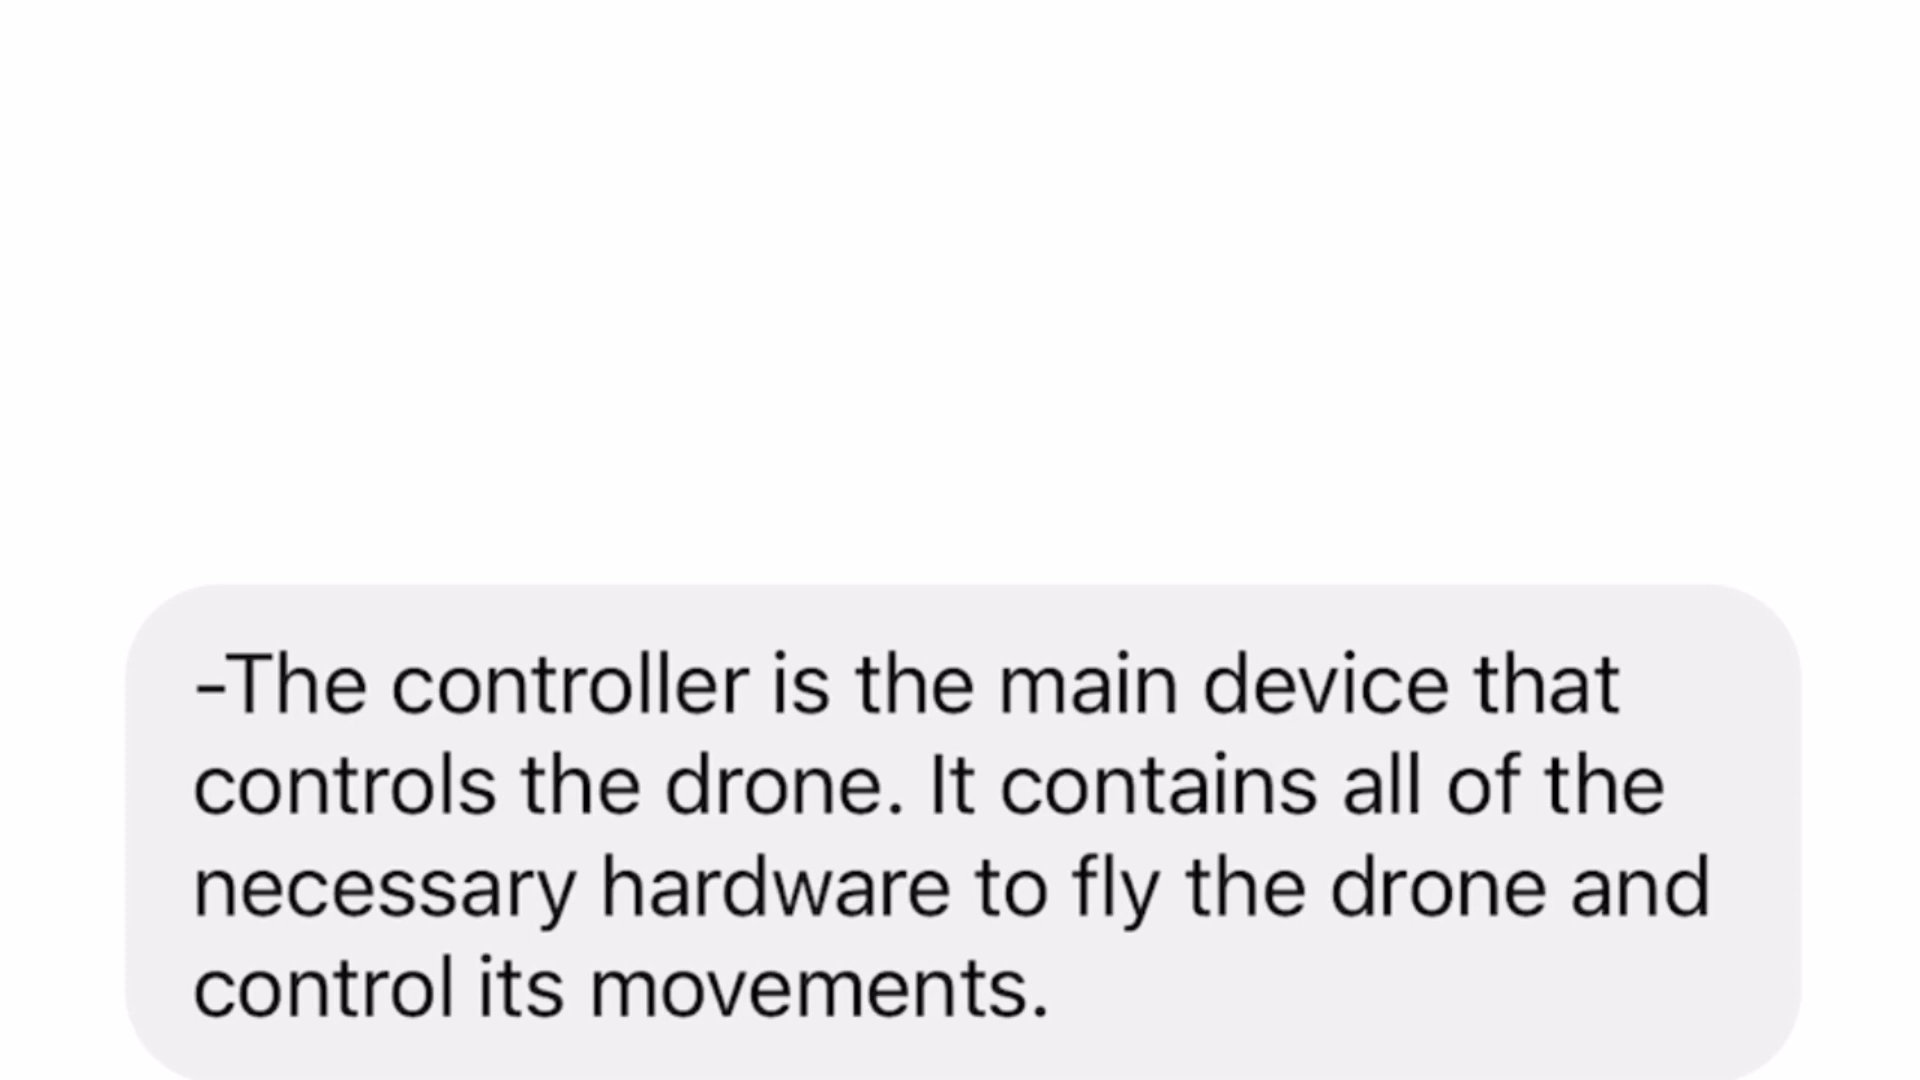 -The controller is the main device that
controls the drone. It contains all of the
necessary hardware to fly the drone and
control its movements.